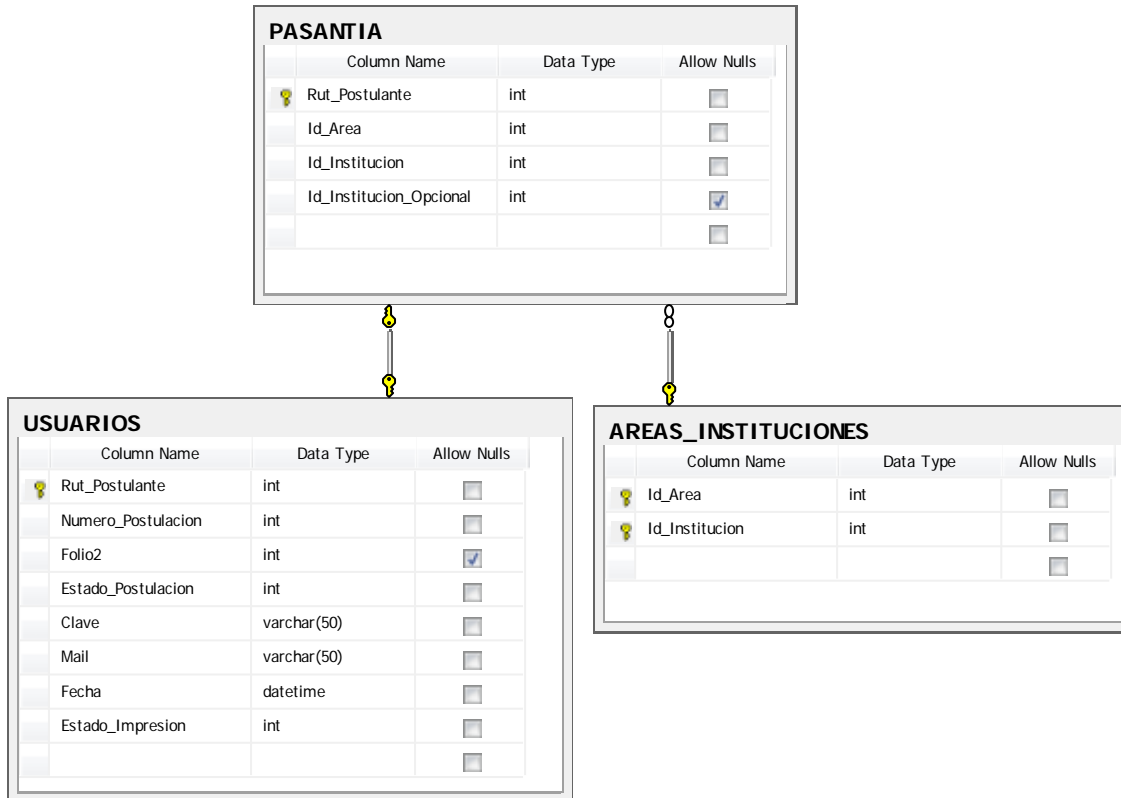 PASANTIA
Column Name Data Type Allow Nulls
Rut_Postulante int
Id_Area int
Id_Institucion int
Id_Institucion_Opcional int
USUARIOS
Column Name Data Type Allow Nulls
Rut_Postulante int
Numero_Postulacion int
Folio2 int
Estado_Postulacion int
Clave varchar(50)
Mail varchar(50)
Fecha datetime
Estado_Impresion int
AREAS_INSTITUCIONES
Column Name Data Type Allow Nulls
Id_Area int
Id_Institucion int